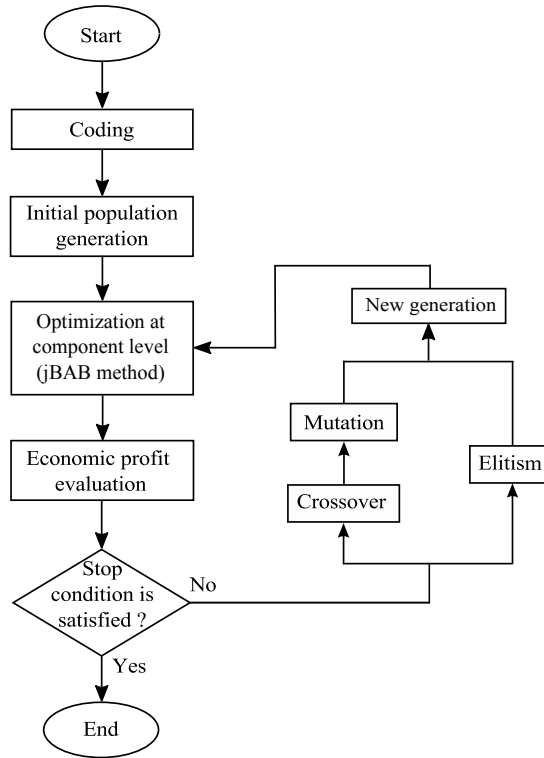 Start
Coding
Initial population
generation
Optimization at
component level
(jBAB method)
Economic profit
evaluation
Stop
condition is
satisfied ?
No
Yes
End
New generation
Mutation
Crossover
Elitism